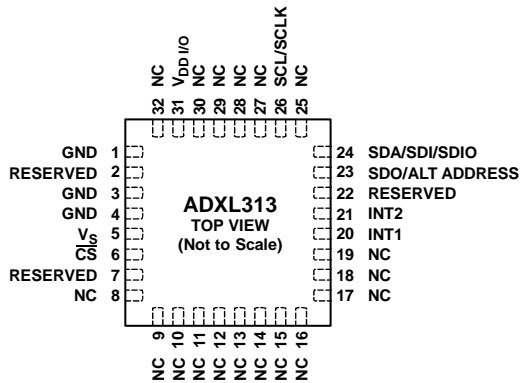 32 NC
31 VDD I/O
30 NC
29 NC
28 NC
27 NC
26 SCL/SCLK
25 NC
GND 1
RESERVED 2
GND 3
GND 4
VS 5
CS 6
RESERVED 7
NC 8
ADXL313
TOP VIEW
(Not to Scale)
24 SDA/SDI/SDIO
23 SDO/ALT ADDRESS
22 RESERVED
21 INT2
20 INT1
19 NC
18 NC
17 NC
NC 9
NC 10
NC 11
NC 12
NC 13
NC 14
NC 15
NC 16